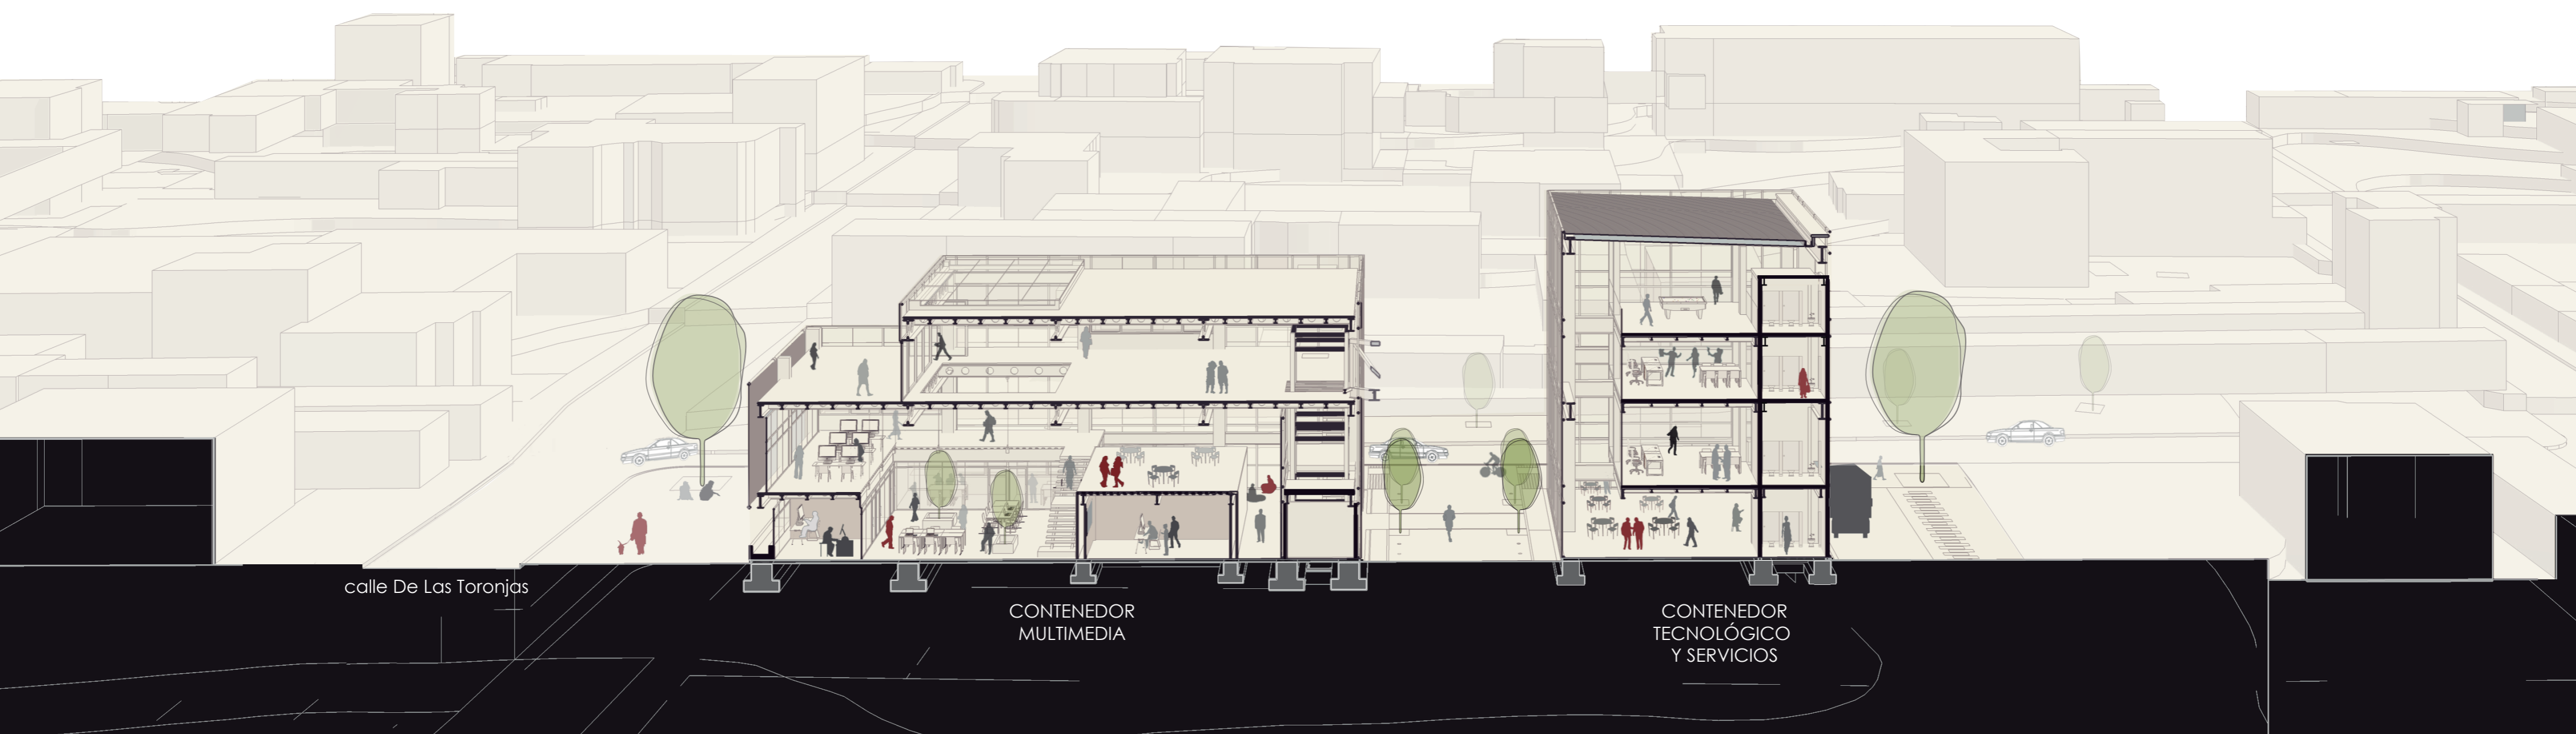 calle De Las Toronjas
CONTENEDOR
MULTIMEDIA
CONTENEDOR
TECNOLÓGICO
Y SERVICIOS